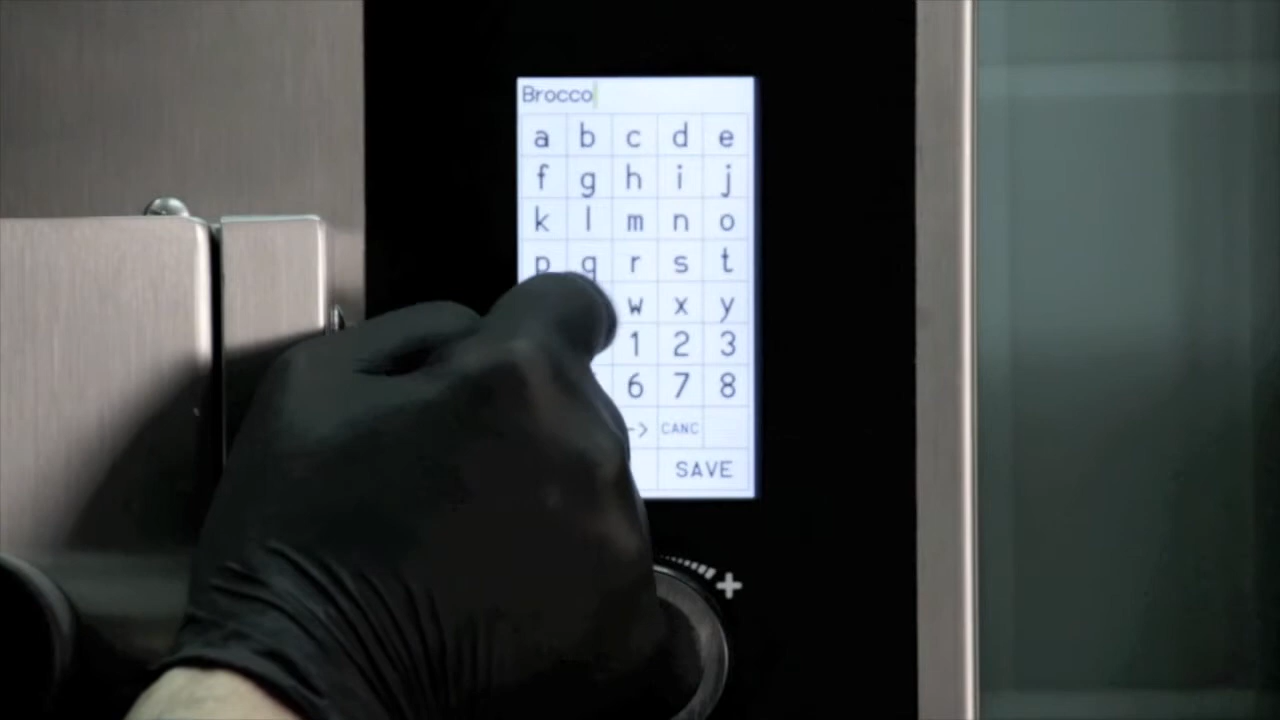 Brocco
a b c d e
f g h i j
k l m n o
p q r s t
w x y
1 2 3
6 7 8
-> CANC
SAVE
+